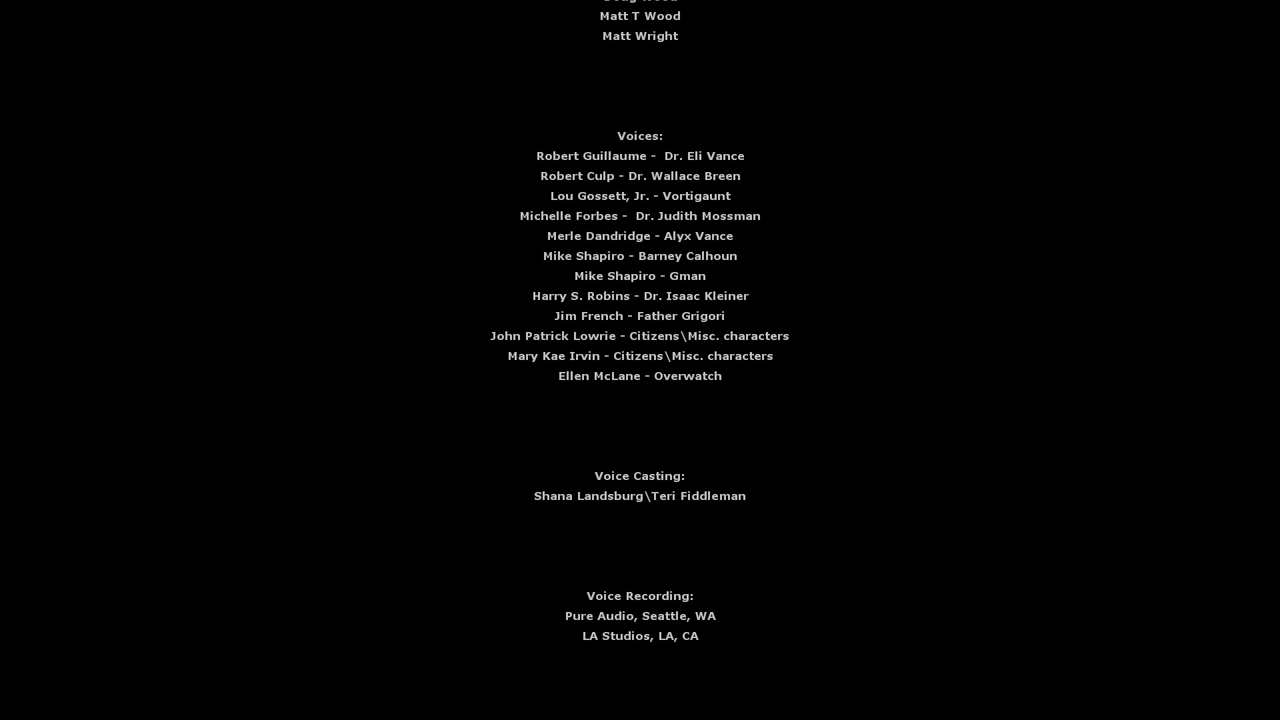 Matt T Wood
Matt Wright
Voices:
Robert Guillaume -  Dr. Eli Vance
Robert Culp - Dr. Wallace Breen
Lou Gossett, Jr. - Vortigaunt
Michelle Forbes -  Dr. Judith Mossman
Merle Dandridge - Alyx Vance
Mike Shapiro - Barney Calhoun
Mike Shapiro - Gman
Harry S. Robins - Dr. Isaac Kleiner
Jim French - Father Grigori
John Patrick Lowrie - Citizens\Misc. characters
Mary Kae Irvin - Citizens\Misc. characters
Ellen McLane - Overwatch
Voice Casting:
Shana Landsburg\Teri Fiddleman
Voice Recording:
Pure Audio, Seattle, WA
LA Studios, LA, CA